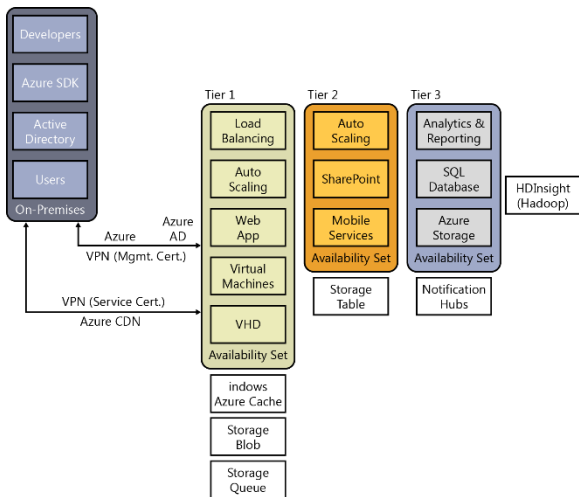 Developers
Azure SDK
Active
Directory
Users
On-Premises
Azure
Azure
AD
VPN (Mgmt. Cert.)
VPN (Service Cert.)
Azure CDN
Tier 1
Load
Balancing
Auto
Scaling
Web
App
Virtual
Machines
VHD
Availability Set
indows
Azure Cache
Storage
Blob
Storage
Queue
Tier 2
Auto
Scaling
SharePoint
Mobile
Services
Availability Set
Storage
Table
Tier 3
Analytics &
Reporting
SQL
Database
Azure
Storage
Availability Set
Notification
Hubs
HDInsight
(Hadoop)